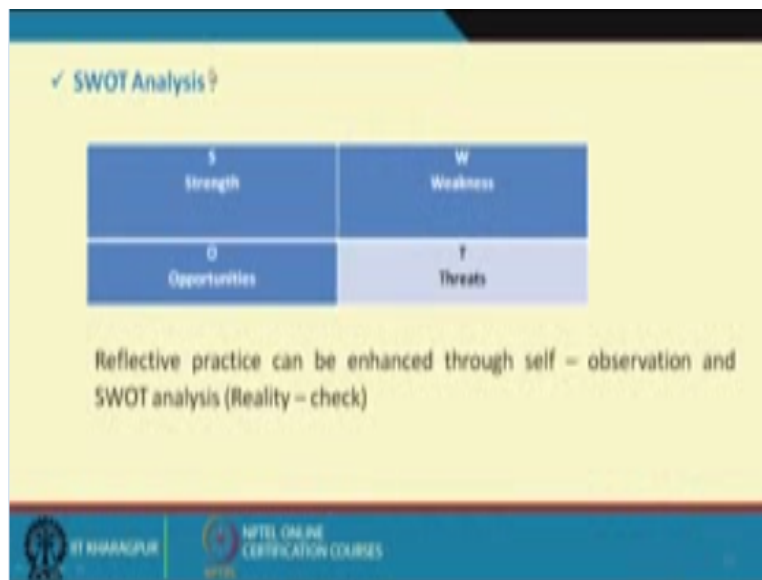 ✓ SWOT Analysis
S
Strength
W
Weakness
O
Opportunities
T
Threats
Reflective practice can be enhanced through self – observation and
SWOT analysis (Reality – check)
IIT KHARAGPUR
NPTEL ONLINE
CERTIFICATION COURSES
NPTEL